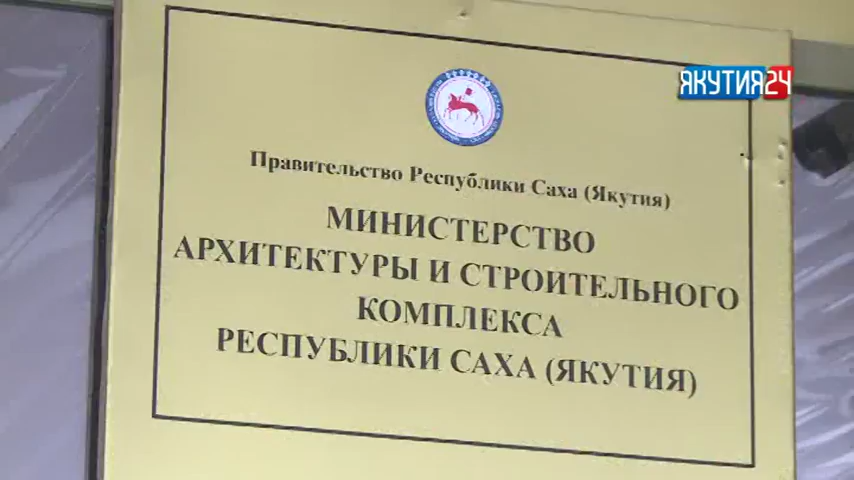 ЯКУТИЯ24
Правительство Республики Саха (Якутия)
МИНИСТЕРСТВО
АРХИТЕКТУРЫ И СТРОИТЕЛЬНОГО
КОМПЛЕКСА
РЕСПУБЛИКИ САХА (ЯКУТИЯ)